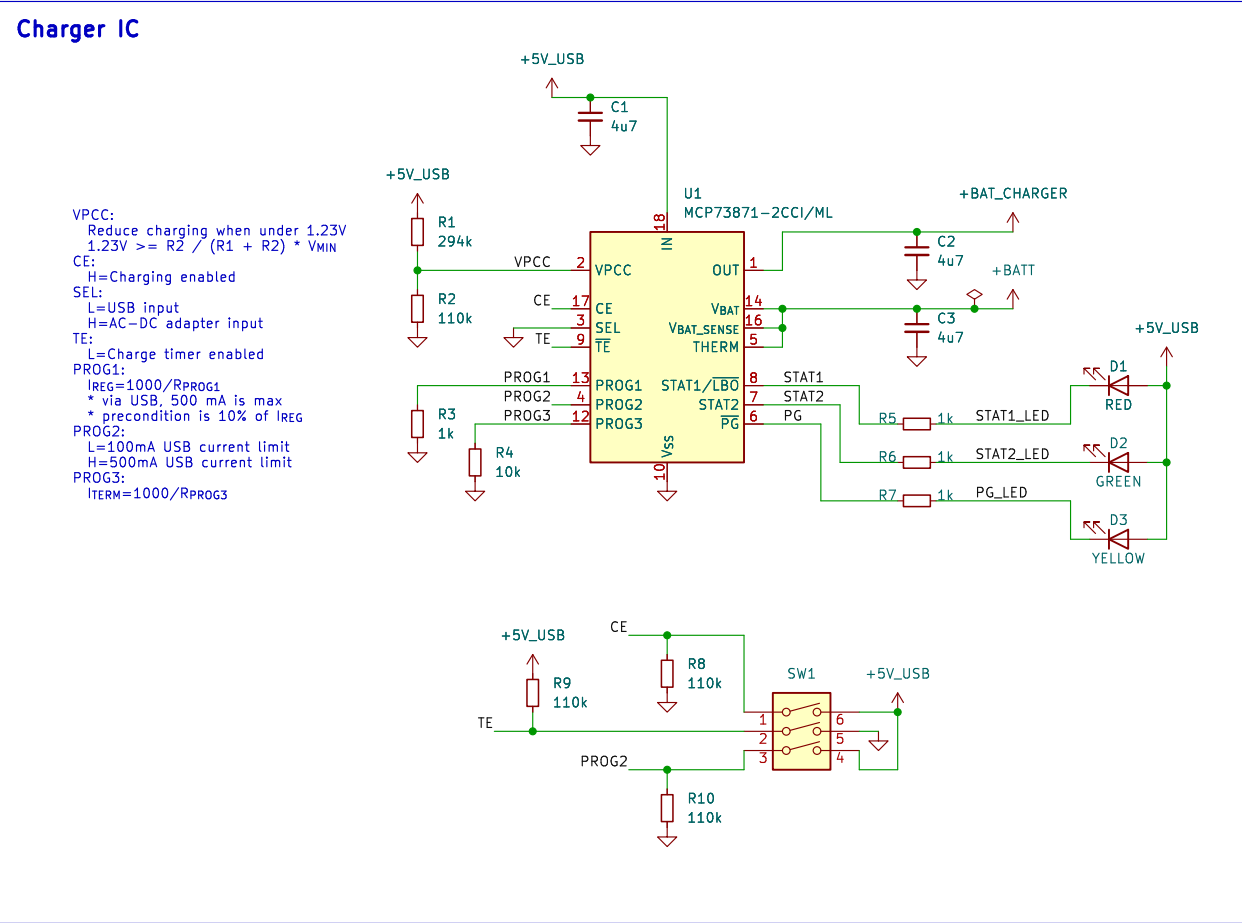 Charger IC
+5V_USB
C1
4u7
+5V_USB
R1
294k
R2
110k
VPCC:
Reduce charging when under 1.23V
1.23V >= R2 / (R1 + R2) * VMIN
CE:
H=Charging enabled
SEL:
L=USB input
H=AC-DC adapter input
TE:
L=Charge timer enabled
PROG1:
IREG=1000/RPROG1
* via USB, 500 mA is max
* precondition is 10% of IREG
PROG2:
L=100mA USB current limit
H=500mA USB current limit
PROG3:
ITERM=1000/RPROG3
U1
MCP73871-2CCI/ML
18
IN
VPCC 2 VPCC
CE 17 CE
3 SEL
TE 9 TE
PROG1 13 PROG1
PROG2 4 PROG2
PROG3 12 PROG3
R3
1k
R4
10k
OUT 1
VBAT 14
VBAT_SENSE 16
THERM 5
STAT1/LBO 8 STAT1
STAT2 7 STAT2
PG 6 PG
VSS
10
+BAT_CHARGER
C2
4u7
+BATT
C3
4u7
+5V_USB
R5 1k STAT1_LED
D1
RED
R6 1k STAT2_LED
D2
GREEN
R7 1k PG_LED
D3
YELLOW
CE
+5V_USB
R8
110k
R9
110k
TE
PROG2
R10
110k
SW1
+5V_USB
1 6
2 5
3 4